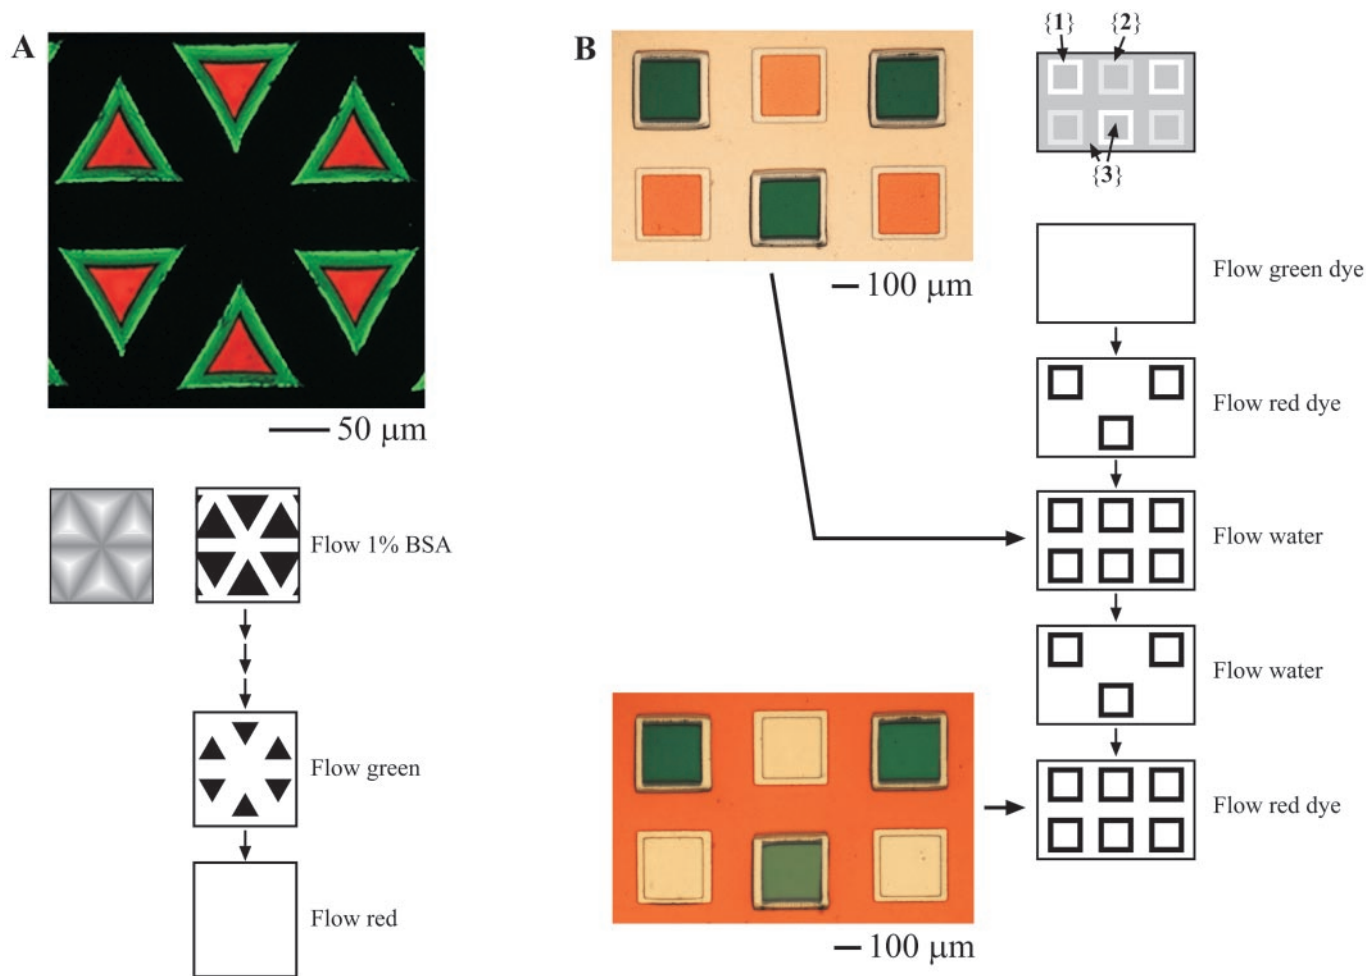 A
50 μm
Flow 1% BSA
Flow green
Flow red
B
100 μm
{1}
{2}
{3}
Flow green dye
Flow red dye
Flow water
Flow water
Flow red dye
100 μm